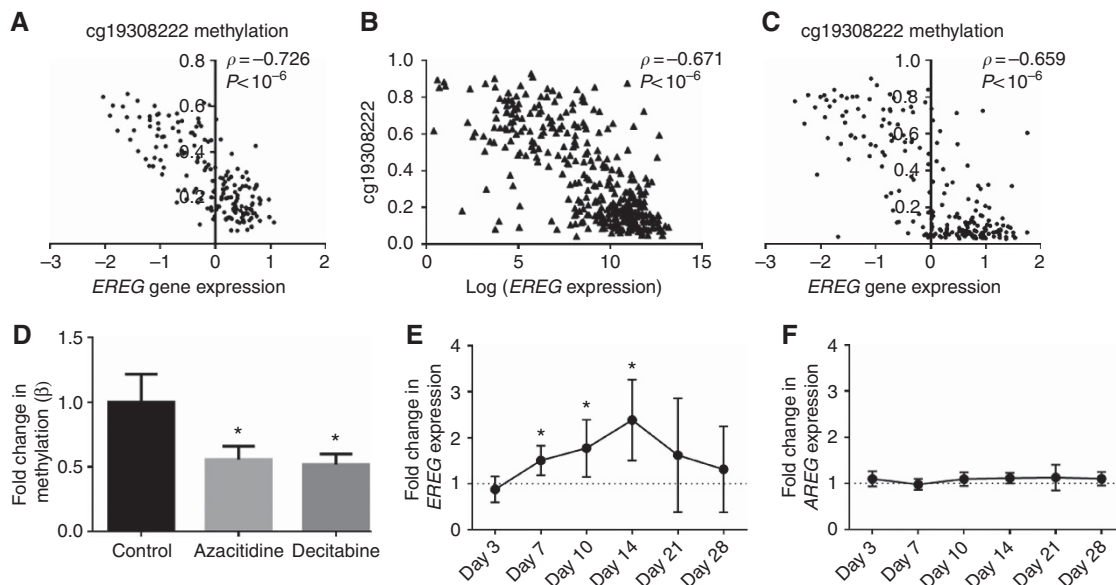 A
cg19308222 methylation
ρ=−0.726
P<10−6
0.8
0.6
0.4
0.2
−3 −2 −1 0 1 2
EREG gene expression
B
ρ=−0.671
P<10−6
cg19308222
1.0
0.8
0.6
0.4
0.2
0.0
0 5 10 15
Log (EREG expression)
C
cg19308222 methylation
ρ=−0.659
P<10−6
1.0
0.8
0.6
0.4
0.2
−3 −2 −1 0 1 2
EREG gene expression
D
Fold change in
methylation (β)
1.5
1.0
0.5
0.0
* *
Control Azacitidine Decitabine
E
Fold change in
EREG expression
4
3
2
1
0
* * *
Day 3 Day 7 Day 10 Day 14 Day 21 Day 28
F
Fold change in
AREG expression
4
3
2
1
0
Day 3 Day 7 Day 10 Day 14 Day 21 Day 28